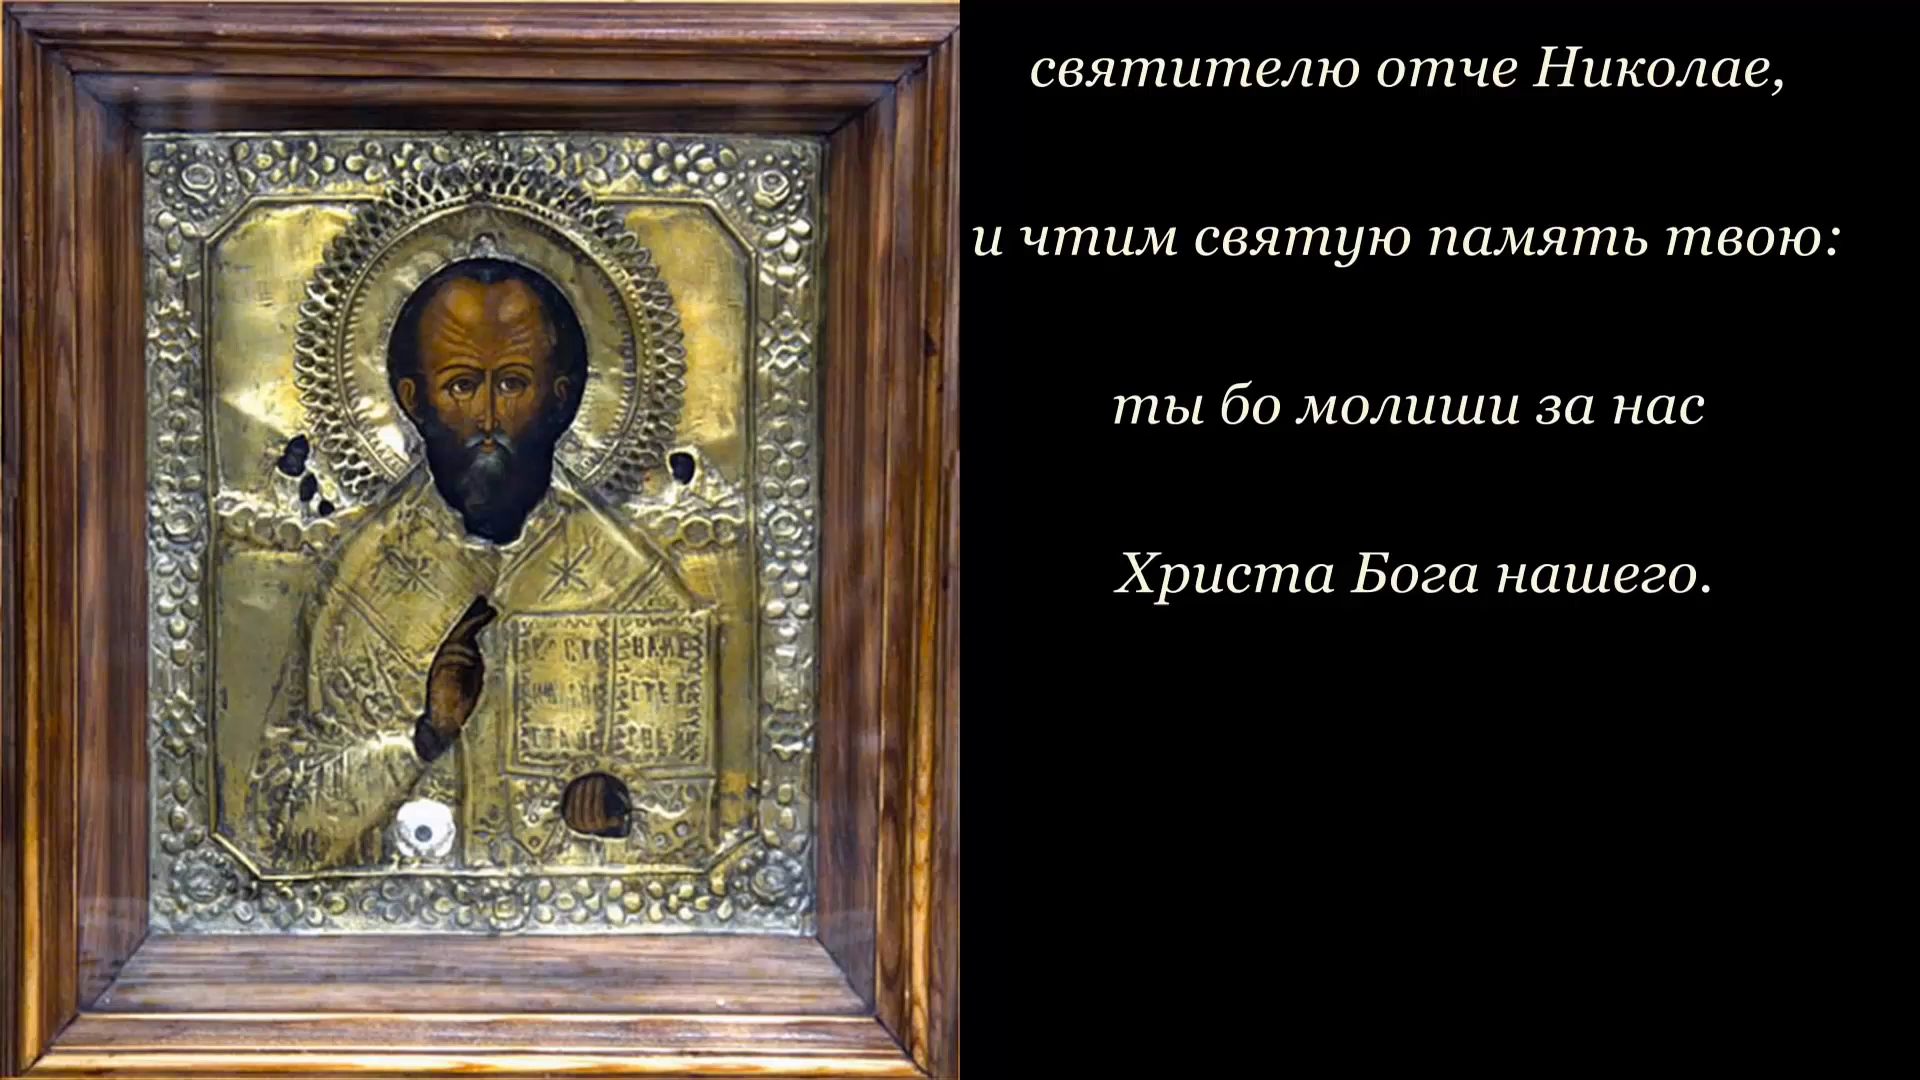 святителю отче Николае,
и чтим святую память твою:
ты бо молиши за нас
Христа Бога нашего.